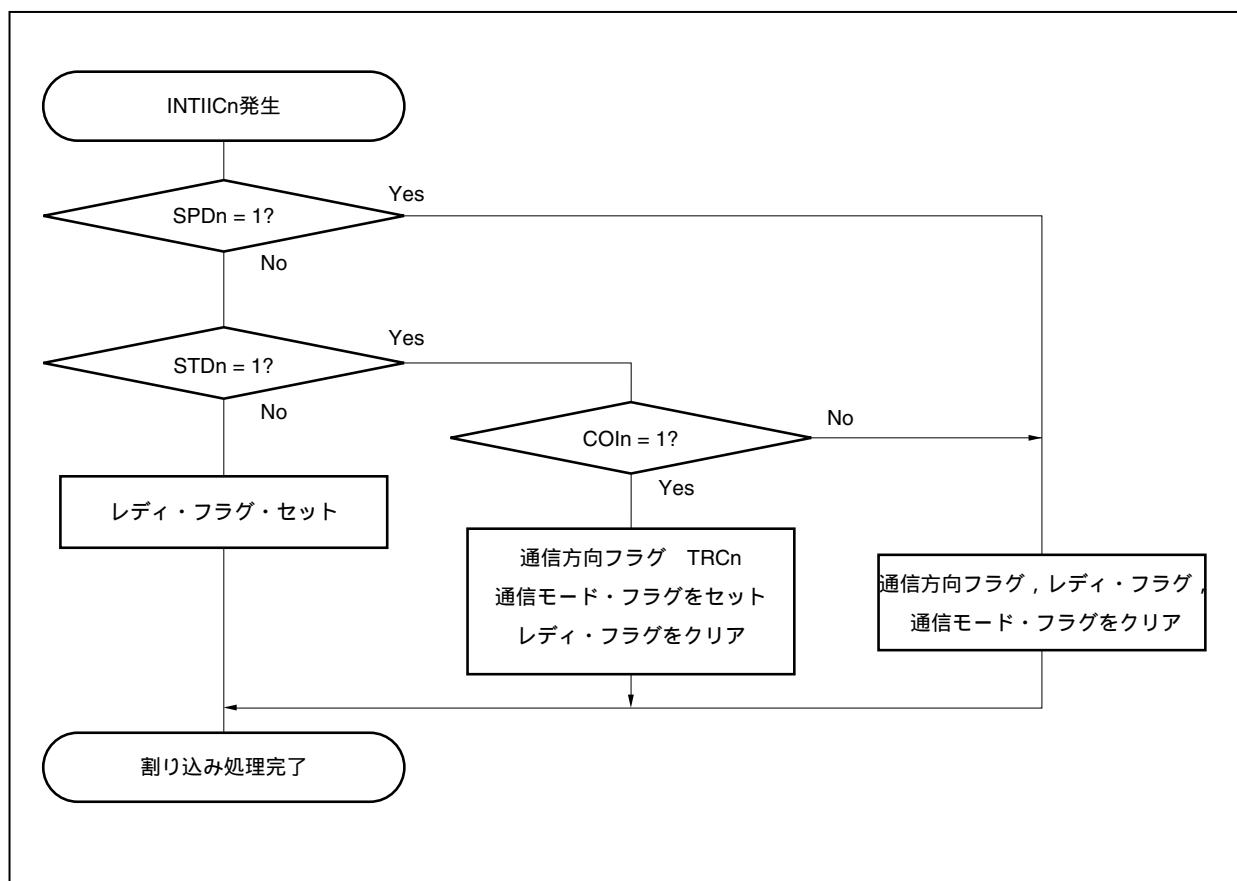 INTIICn発生
SPDn = 1?
Yes
No
STDn = 1?
Yes
No
COIn = 1?
No
Yes
レディ・フラグ・セット
通信方向フラグ　TRCn
通信モード・フラグをセット
レディ・フラグをクリア
通信方向フラグ , レディ・フラグ ,
通信モード・フラグをクリア
割り込み処理完了